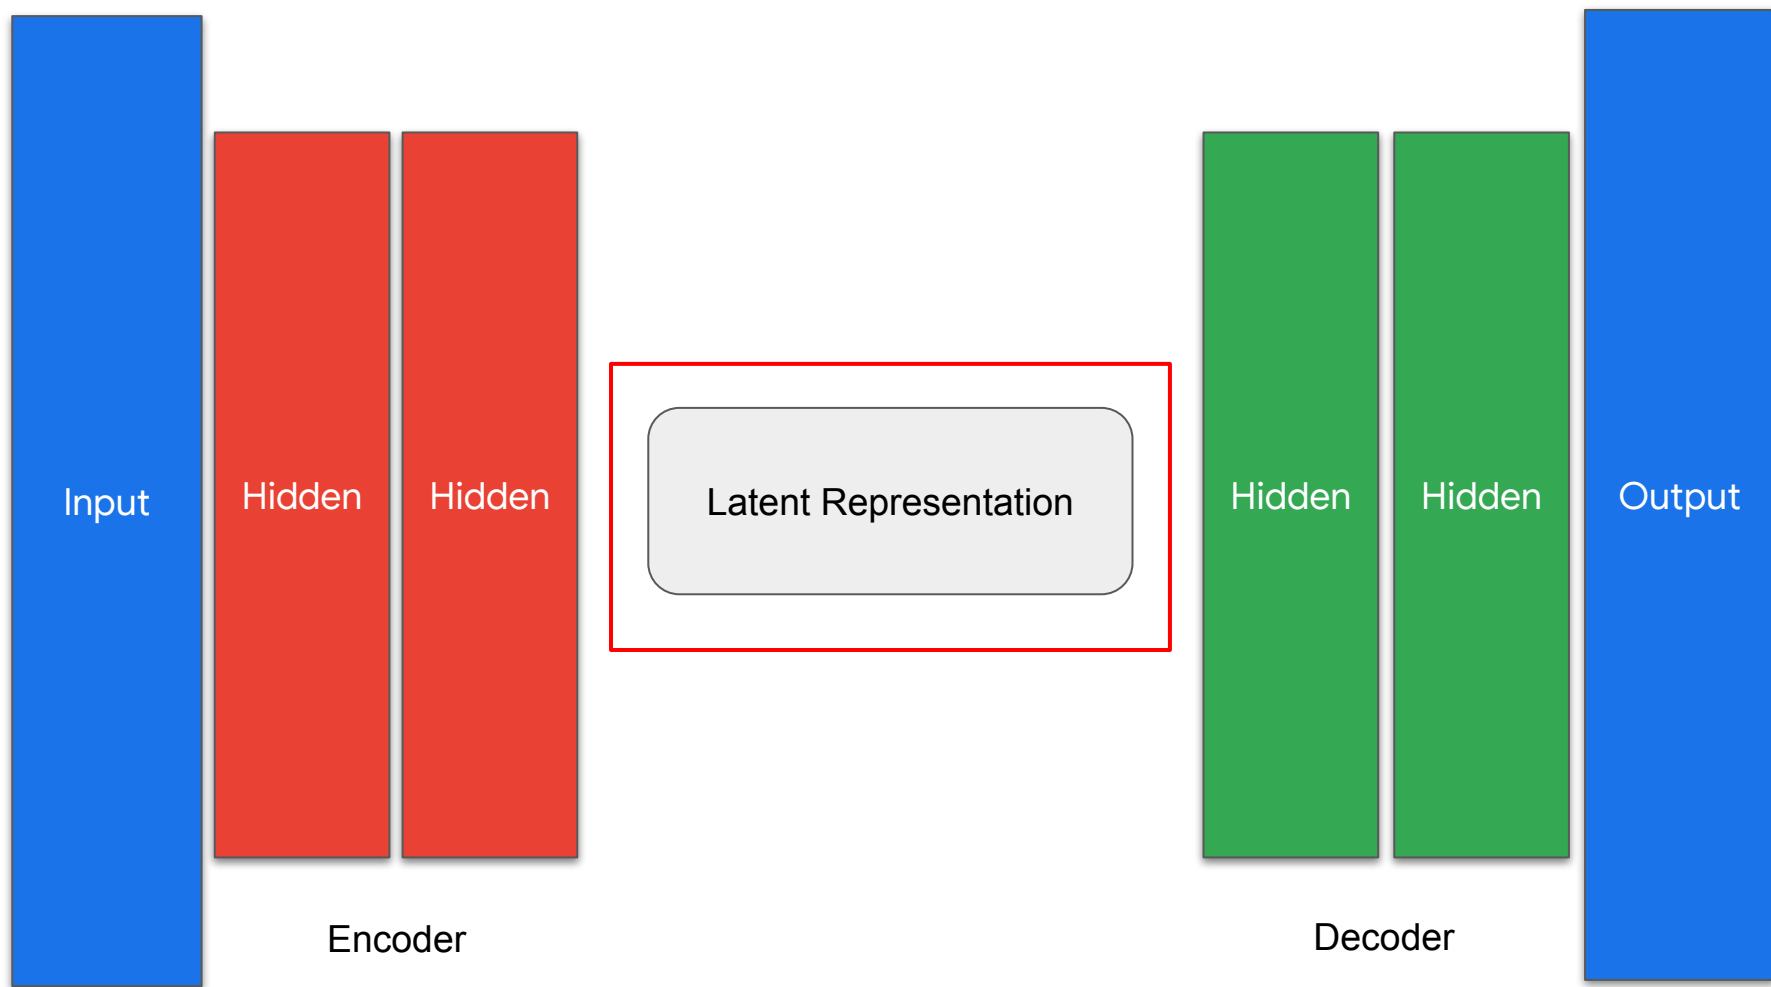 Input
Hidden
Hidden
Latent Representation
Hidden
Hidden
Output
Encoder
Decoder